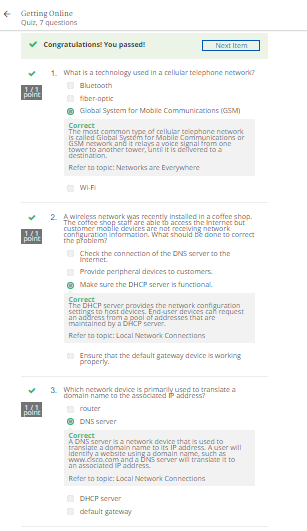 Getting Online
Quiz, 7 questions
Congratulations! You passed!
Next Item
1 / 1
point
1. What is a technology used in a cellular telephone network?
Bluetooth
fiber-optic
Global System for Mobile Communications (GSM)
Correct
The most common type of cellular telephone network
is called Global System for Mobile Communications or
GSM network and it relays a voice signal from one
tower to another tower, until it is delivered to a
destination.
Refer to topic: Networks are Everywhere
Wi-Fi
1 / 1
point
2. A wireless network was recently installed in a coffee shop.
The coffee shop staff are able to access the Internet but
customer mobile devices are not receiving network
configuration information. What should be done to correct
the problem?
Check the connection of the DNS server to the
Internet.
Provide peripheral devices to customers.
Make sure the DHCP server is functional.
Correct
The DHCP server provides the network configuration
settings to host devices. End-user devices can request
an address from a pool of addresses that are
maintained by a DHCP server.
Refer to topic: Local Network Connections
Ensure that the default gateway device is working
properly.
1 / 1
point
3. Which network device is primarily used to translate a
domain name to the associated IP address?
router
DNS server
Correct
A DNS server is a network device that is used to
translate a domain name to its IP address. A user will
identify a website using a domain name, such as
www.cisco.com and a DNS server will translate it to
an associated IP address.
Refer to topic: Local Network Connections
DHCP server
default gateway